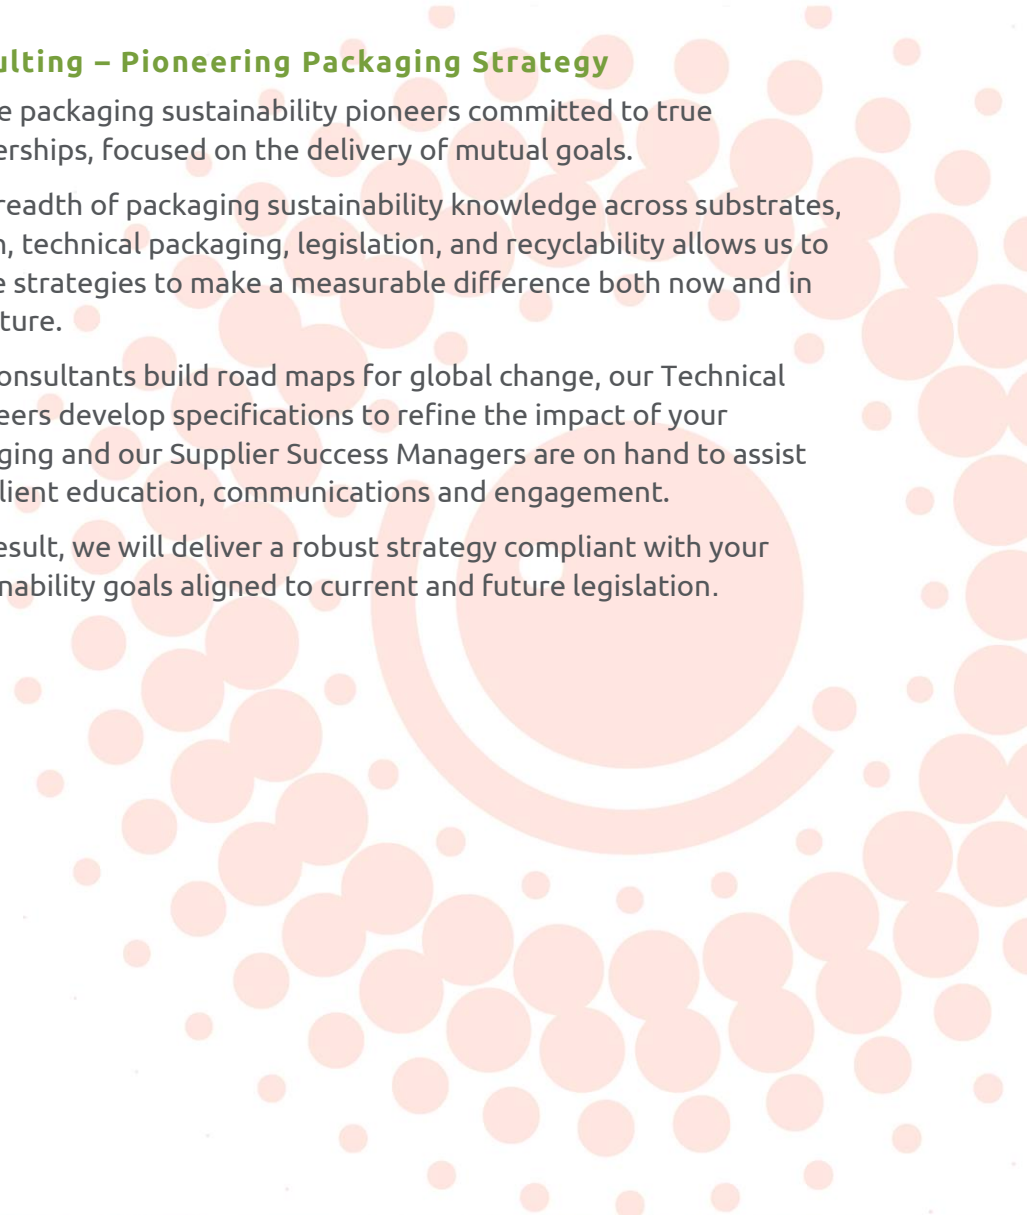 ulting – Pioneering Packaging Strategy
e packaging sustainability pioneers committed to true
erships, focused on the delivery of mutual goals.
readth of packaging sustainability knowledge across substrates,
n, technical packaging, legislation, and recyclability allows us to
e strategies to make a measurable difference both now and in
ture.
onsultants build road maps for global change, our Technical
eers develop specifications to refine the impact of your
ging and our Supplier Success Managers are on hand to assist
lient education, communications and engagement.
esult, we will deliver a robust strategy compliant with your
nability goals aligned to current and future legislation.